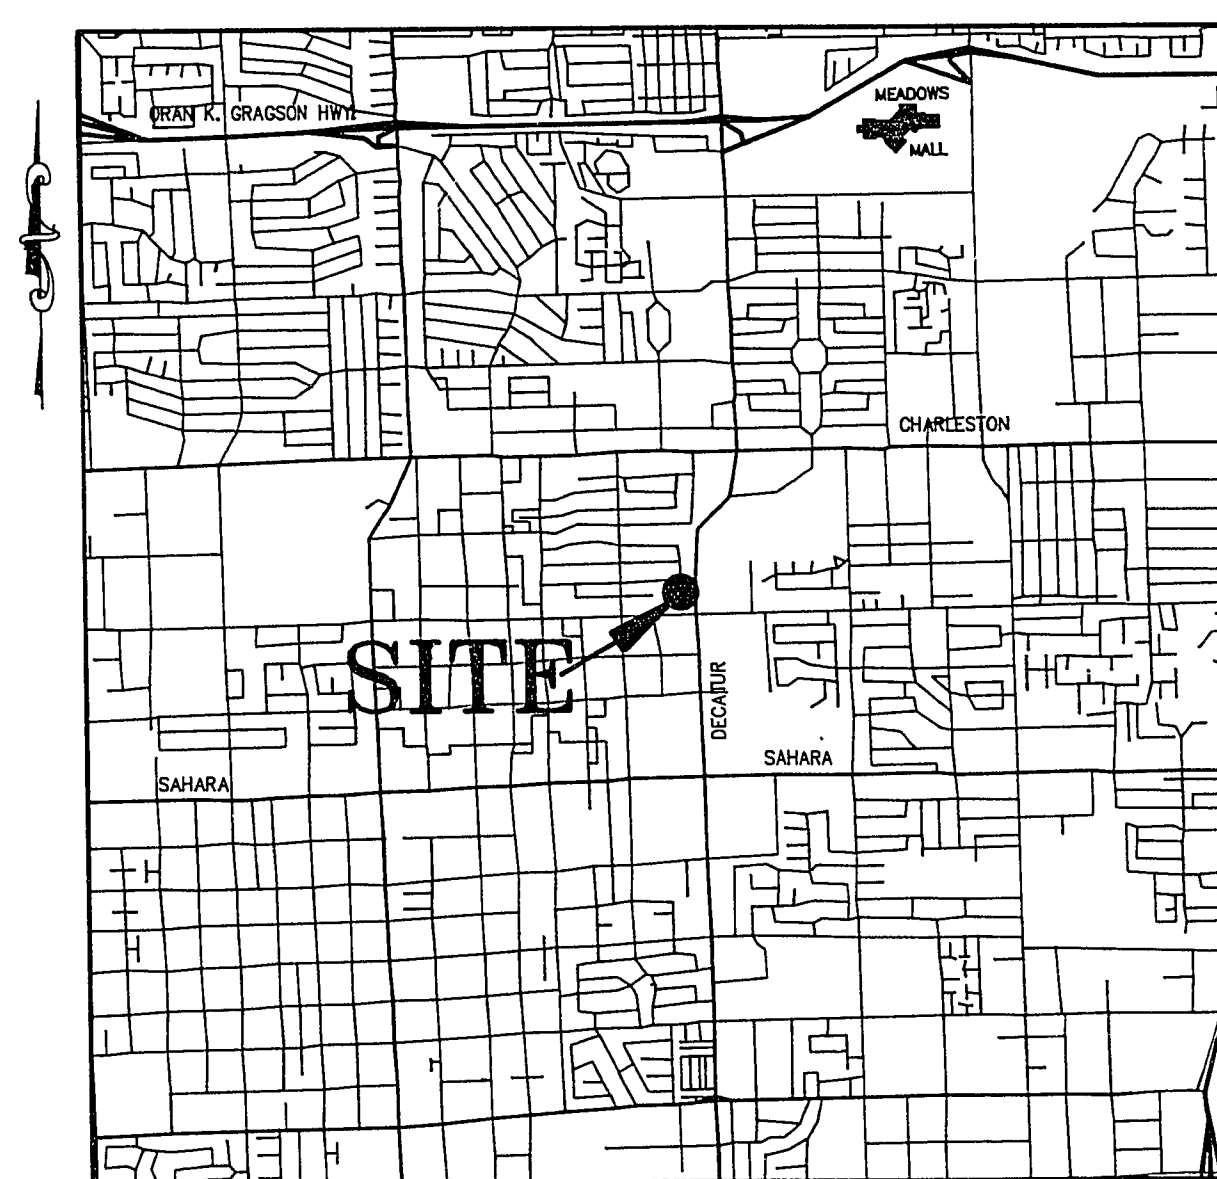 MEADOWS
ORAN K. GRAGSON HWY.
MALL
CHARLESTON
SITE
DECATUR
SAHARA
SAHARA